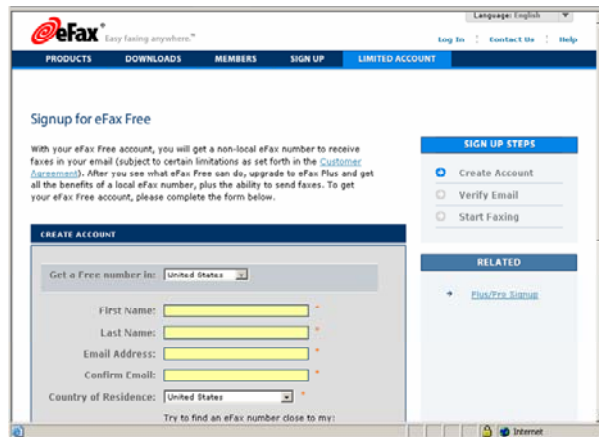 Language: English
eFax® Easy faxing anywhere.™
Log In Contact Us Help
PRODUCTS DOWNLOADS MEMBERS SIGN UP LIMITED ACCOUNT
Signup for eFax Free
With your eFax Free account, you will get a non-local eFax number to receive
faxes in your email (subject to certain limitations as set forth in the Customer
Agreement). After you see what eFax Free can do, upgrade to eFax Plus and get
all the benefits of a local eFax number, plus the ability to send faxes. To get
your eFax Free account, please complete the form below.
SIGN UP STEPS
Create Account
Verify Email
Start Faxing
RELATED
Plus/Pro Signup
CREATE ACCOUNT
Get a Free number in: United States
First Name: *
Last Name: *
Email Address: *
Confirm Email: *
Country of Residence: United States *
Try to find an eFax number close to my:
Internet